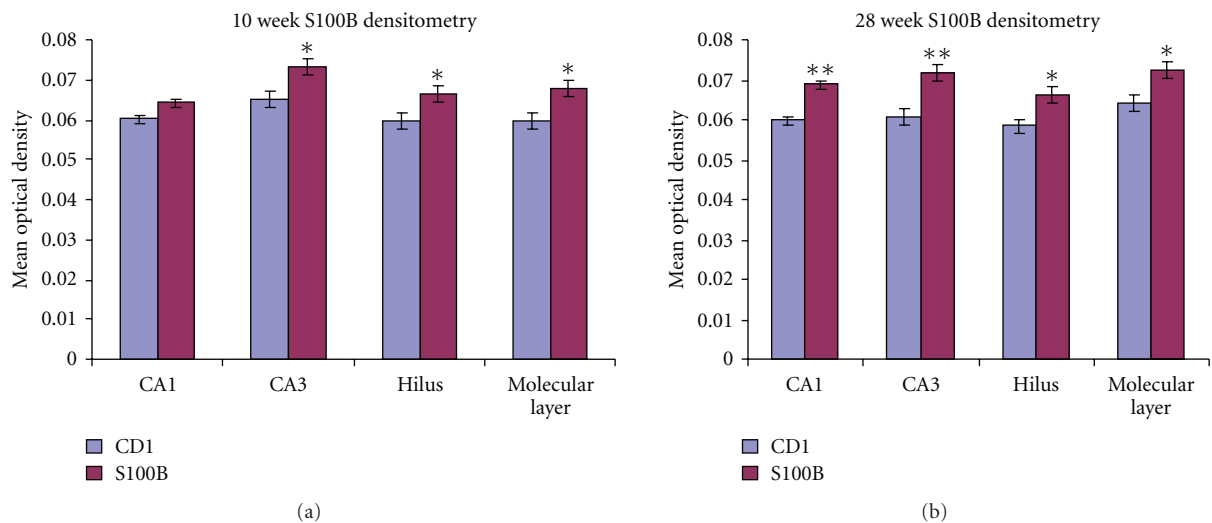 10 week S100B densitometry
Mean optical density
0.08
0.07
0.06
0.05
0.04
0.03
0.02
0.01
0
*
*
*
CA1
CA3
Hilus
Molecular
layer
CD1
S100B
(a)
28 week S100B densitometry
Mean optical density
0.08
0.07
0.06
0.05
0.04
0.03
0.02
0.01
0
**
**
*
*
CA1
CA3
Hilus
Molecular
layer
CD1
S100B
(b)